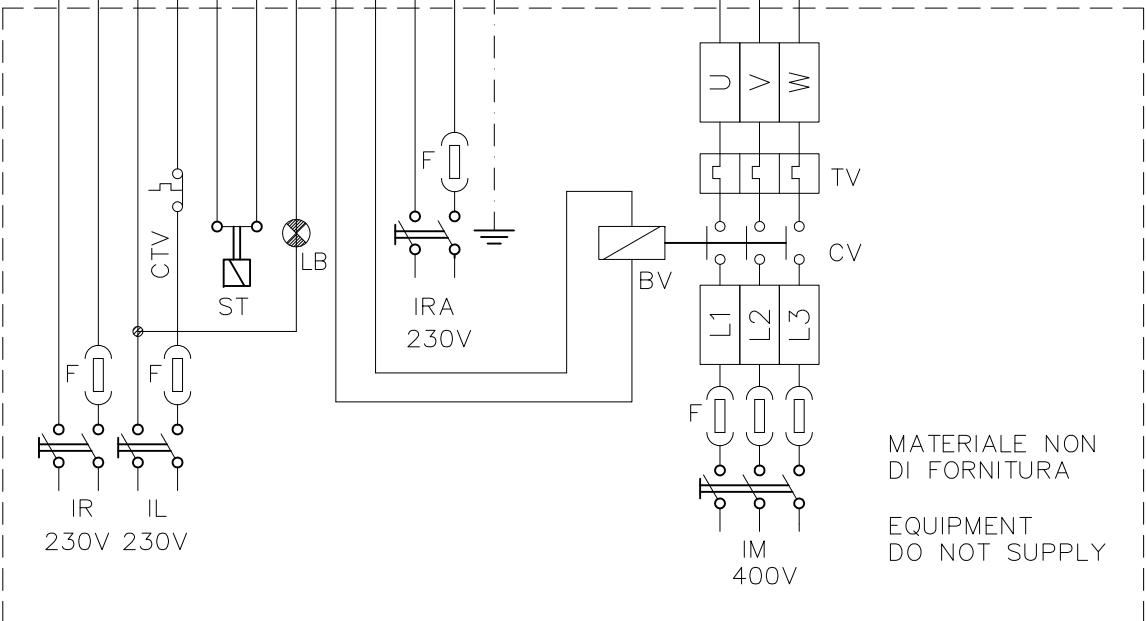 U
V
W
F
TV
CTV
LB
CV
BV
ST
IRA
230V
L1
L2
L3
F
F
F
MATERIALE NON
DI FORNITURA
IR
IL
230V
230V
EQUIPMENT
DO NOT SUPPLY
IM
400V